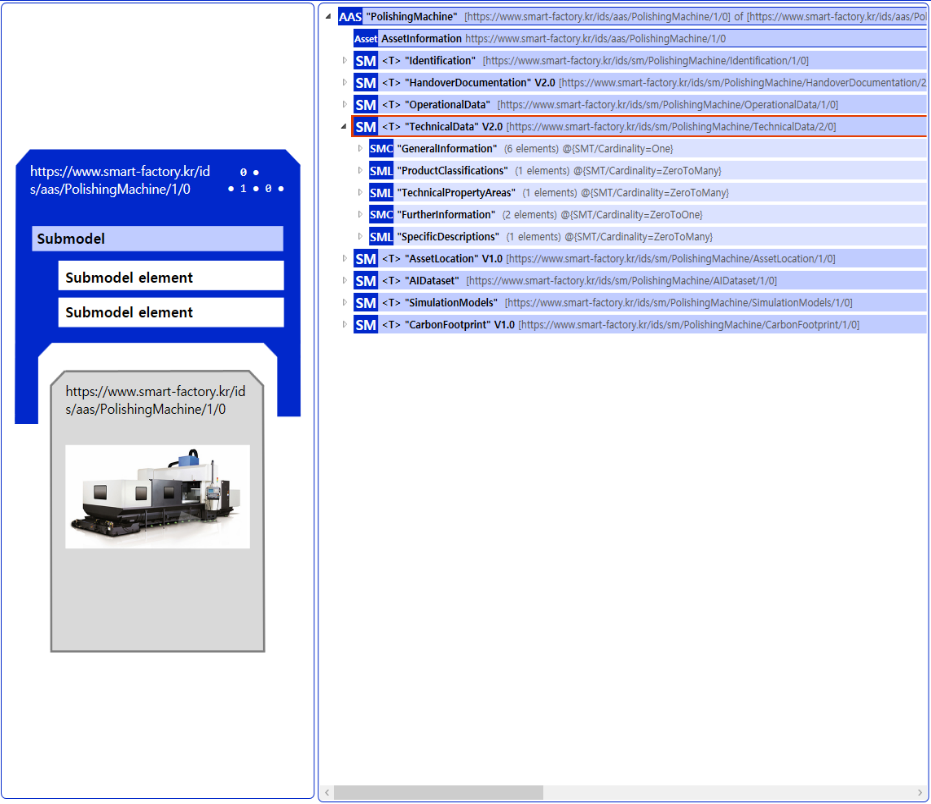 https://www.smart-factory.kr/id
s/aas/PolishingMachine/1/0
0
1 0
Submodel
Submodel element
Submodel element
https://www.smart-factory.kr/id
s/aas/PolishingMachine/1/0
AAS "PolishingMachine" [https://www.smart-factory.kr/ids/aas/PolishingMachine/1/0] of [https://www.smart-factory.kr/ids/aas/Pol
Asset AssetInformation https://www.smart-factory.kr/ids/aas/PolishingMachine/1/0
SM <T> "Identification" [https://www.smart-factory.kr/ids/sm/PolishingMachine/Identification/1/0]
SM <T> "HandoverDocumentation" V2.0 [https://www.smart-factory.kr/ids/sm/PolishingMachine/HandoverDocumentation/2
SM <T> "OperationalData" [https://www.smart-factory.kr/ids/sm/PolishingMachine/OperationalData/1/0]
SM <T> "TechnicalData" V2.0 [https://www.smart-factory.kr/ids/sm/PolishingMachine/TechnicalData/2/0]
SMC "GeneralInformation" (6 elements) @{SMT/Cardinality=One}
SML "ProductClassifications" (1 elements) @{SMT/Cardinality=ZeroToMany}
SML "TechnicalPropertyAreas" (1 elements) @{SMT/Cardinality=ZeroToMany}
SMC "FurtherInformation" (2 elements) @{SMT/Cardinality=ZeroToOne}
SML "SpecificDescriptions" (1 elements) @{SMT/Cardinality=ZeroToMany}
SM <T> "AssetLocation" V1.0 [https://www.smart-factory.kr/ids/sm/PolishingMachine/AssetLocation/1/0]
SM <T> "AIDataset" [https://www.smart-factory.kr/ids/sm/PolishingMachine/AIDataset/1/0]
SM <T> "SimulationModels" [https://www.smart-factory.kr/ids/sm/PolishingMachine/SimulationModels/1/0]
SM <T> "CarbonFootprint" V1.0 [https://www.smart-factory.kr/ids/sm/PolishingMachine/CarbonFootprint/1/0]